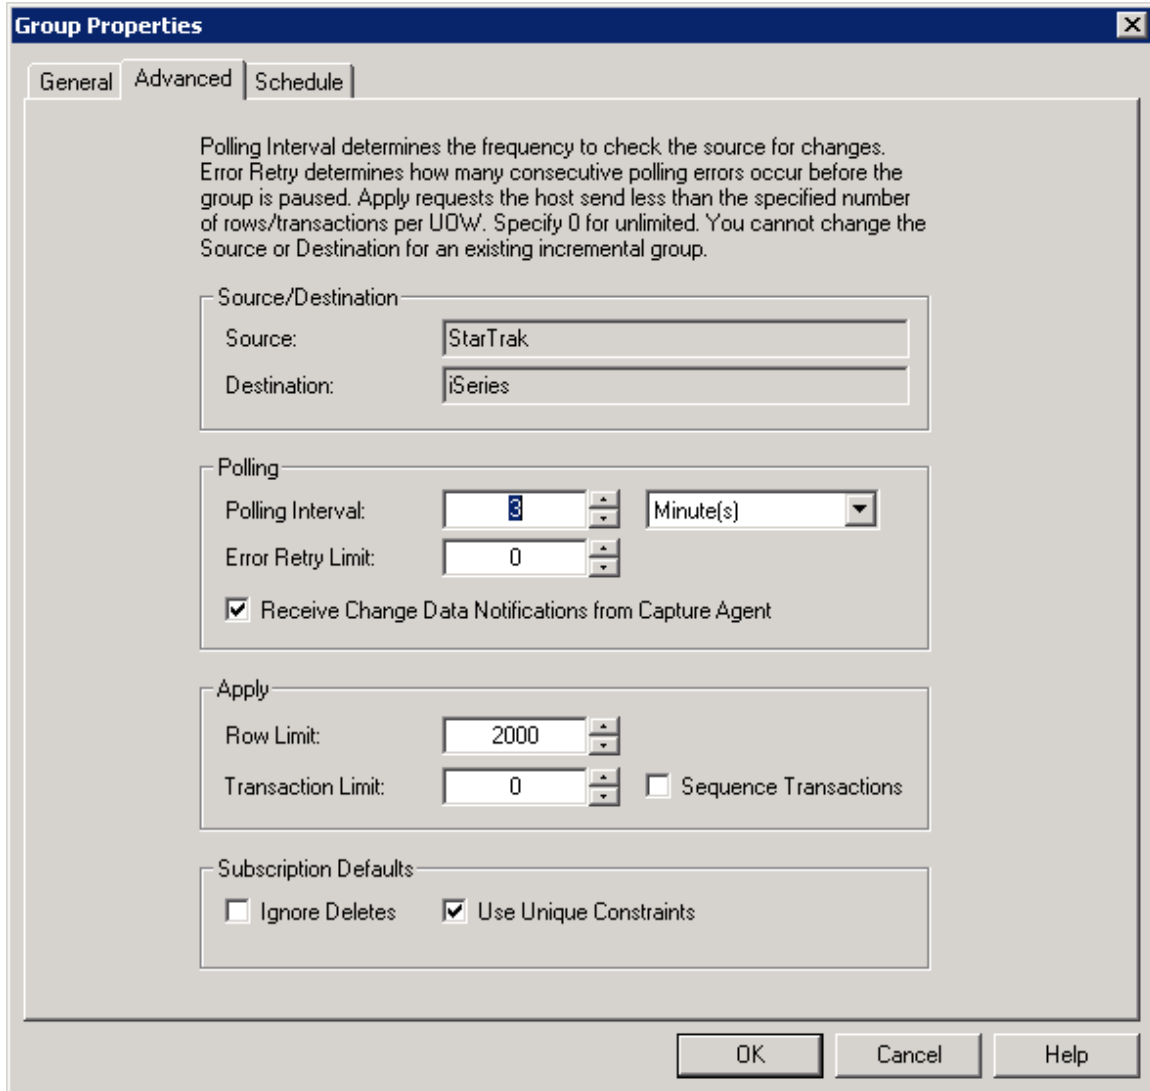 Group Properties
General Advanced Schedule
Polling Interval determines the frequency to check the source for changes.
Error Retry determines how many consecutive polling errors occur before the
group is paused. Apply requests the host send less than the specified number
of rows/transactions per UOW. Specify 0 for unlimited. You cannot change the
Source or Destination for an existing incremental group.
Source/Destination
Source: StarTrak
Destination: iSeries
Polling
Polling Interval: 3 Minute(s)
Error Retry Limit: 0
Receive Change Data Notifications from Capture Agent
Apply
Row Limit: 2000
Transaction Limit: 0 Sequence Transactions
Subscription Defaults
Ignore Deletes Use Unique Constraints
OK Cancel Help